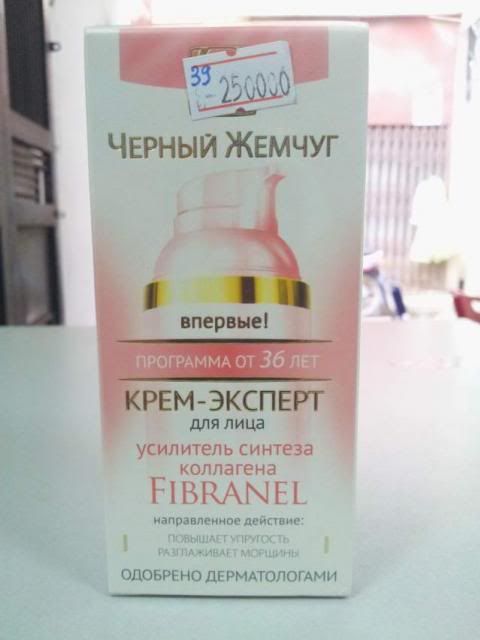 39
250000
ЧЕРНЫЙ ЖЕМЧУГ
впервые!
ПРОГРАММА ОТ 36 ЛЕТ
КРЕМ-ЭКСПЕРТ
для лица
усилитель синтеза
коллагена
FIBRANEL
направленное действие:
ПОВЫШАЕТ УПРУГОСТЬ
РАЗГЛАЖИВАЕТ МОРЩИНЫ
ОДОБРЕНО ДЕРМАТОЛОГАМИ